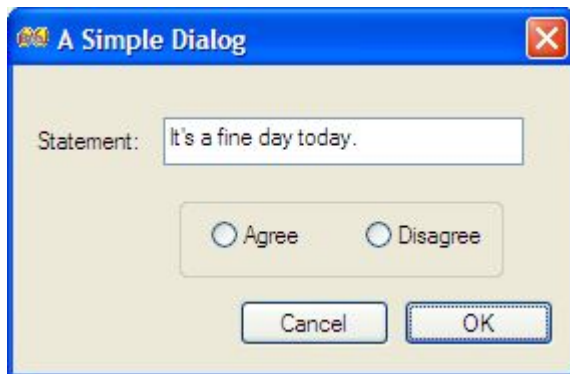 A Simple Dialog
Statement: It's a fine day today.
Agree Disagree
Cancel OK